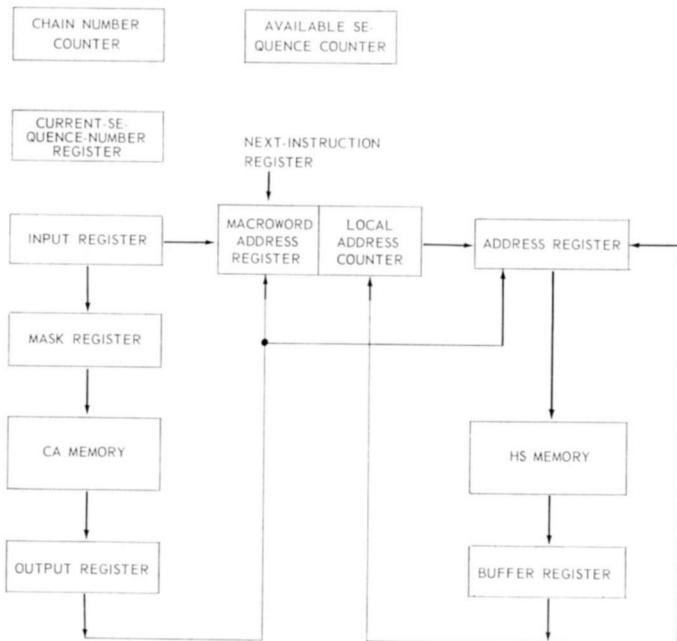 CHAIN NUMBER
COUNTER
AVAILABLE SE-
QUENCE COUNTER
CURRENT-SE-
QUENCE-NUMBER
REGISTER
NEXT-INSTRUCTION
REGISTER
INPUT REGISTER
MACROWORD
ADDRESS
REGISTER
LOCAL
ADDRESS
COUNTER
ADDRESS REGISTER
MASK REGISTER
CA MEMORY
HS MEMORY
OUTPUT REGISTER
BUFFER REGISTER